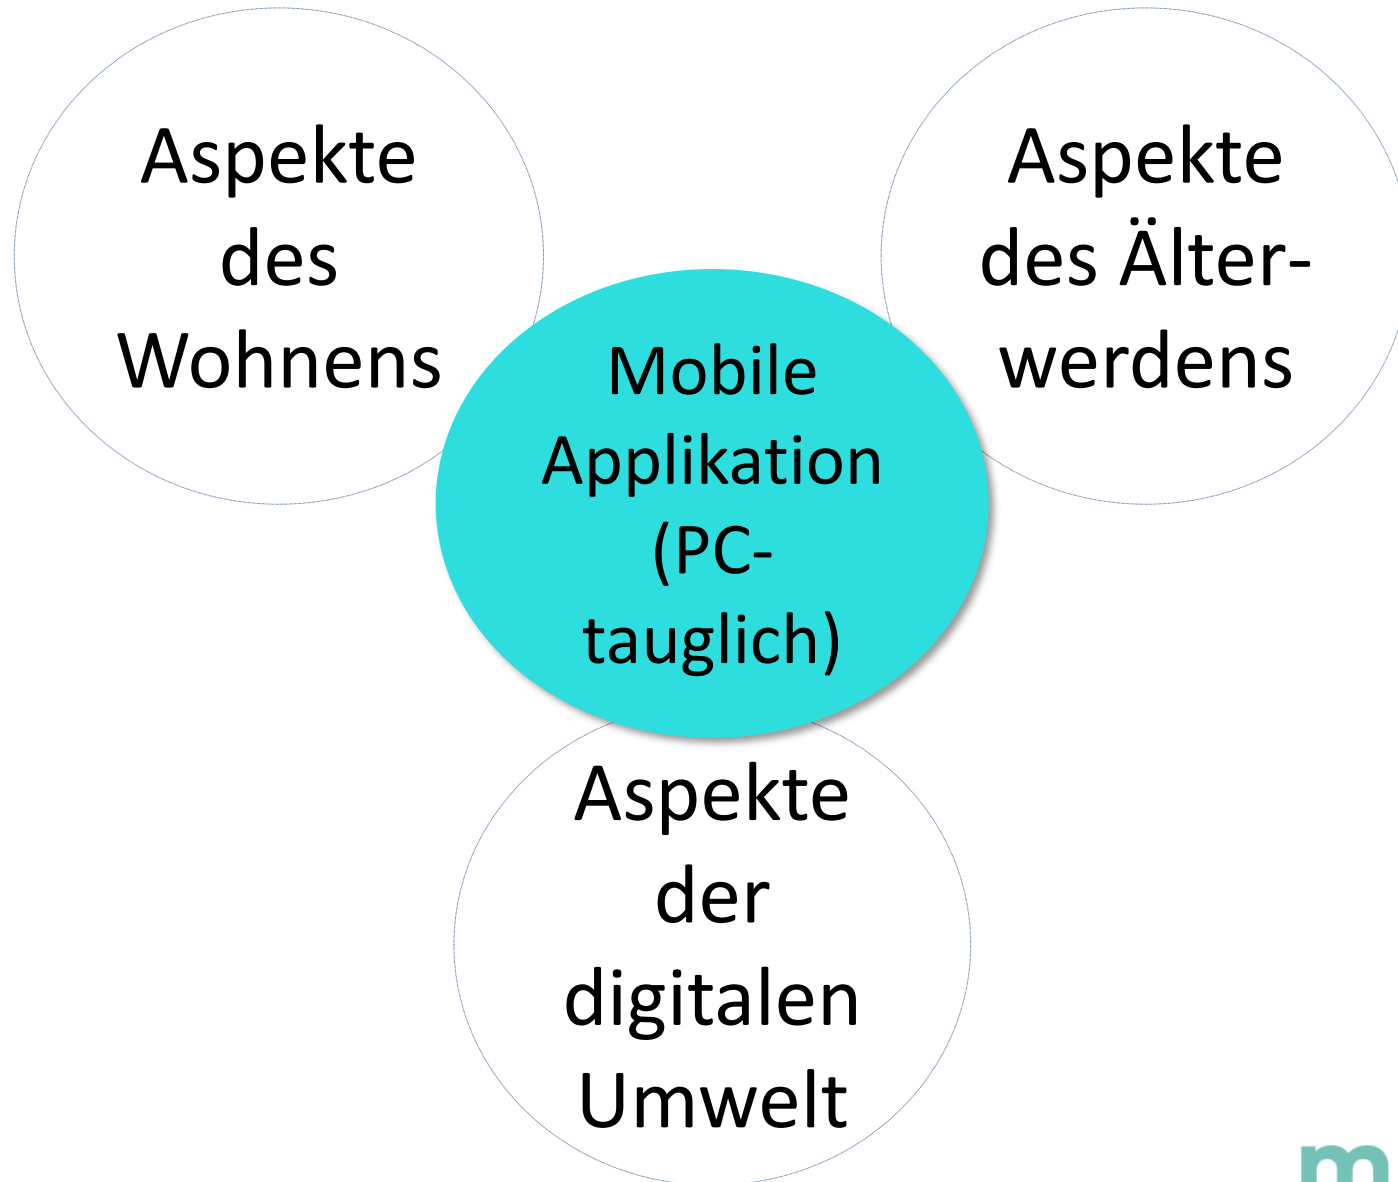 Aspekte
des
Wohnens
Aspekte
des Älter-
werdens
Mobile
Applikation
(PC-
tauglich)
Aspekte
der
digitalen
Umwelt
m